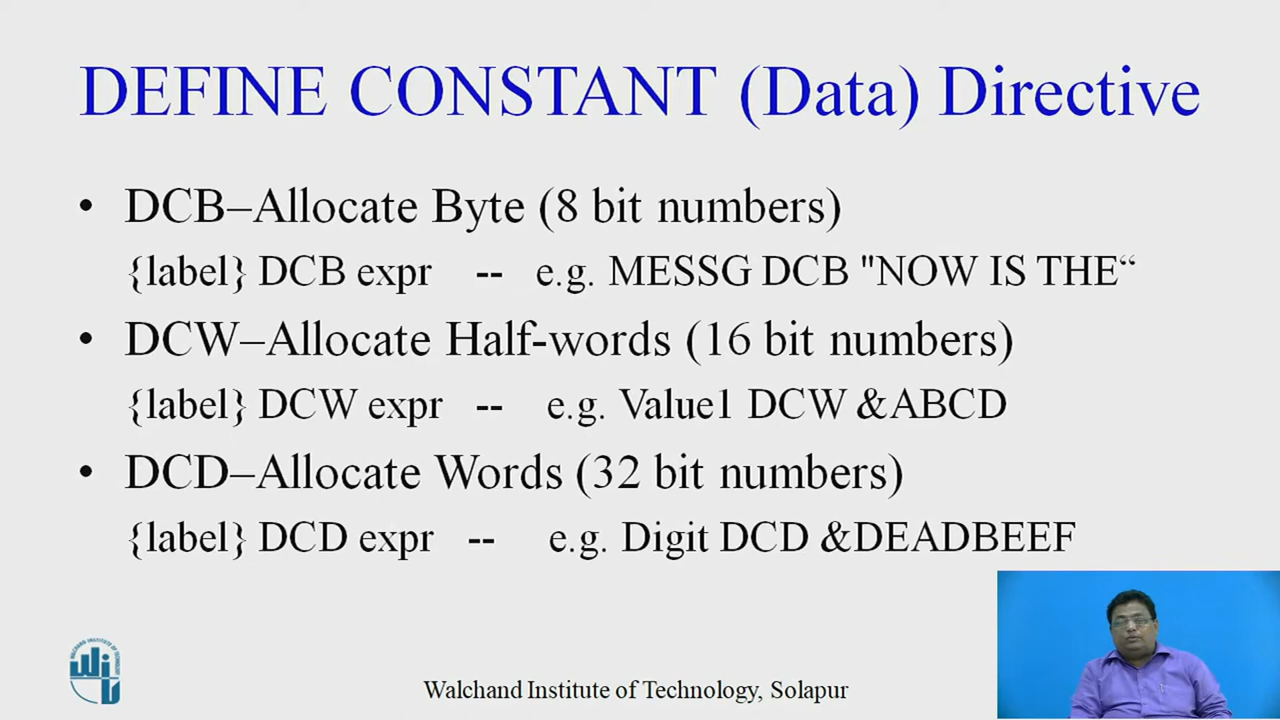 DEFINE CONSTANT (Data) Directive
• DCB–Allocate Byte (8 bit numbers)
{label} DCB expr -- e.g. MESSG DCB "NOW IS THE“
• DCW–Allocate Half-words (16 bit numbers)
{label} DCW expr -- e.g. Value1 DCW &ABCD
• DCD–Allocate Words (32 bit numbers)
{label} DCD expr -- e.g. Digit DCD &DEADBEEF
Walchand Institute of Technology, Solapur